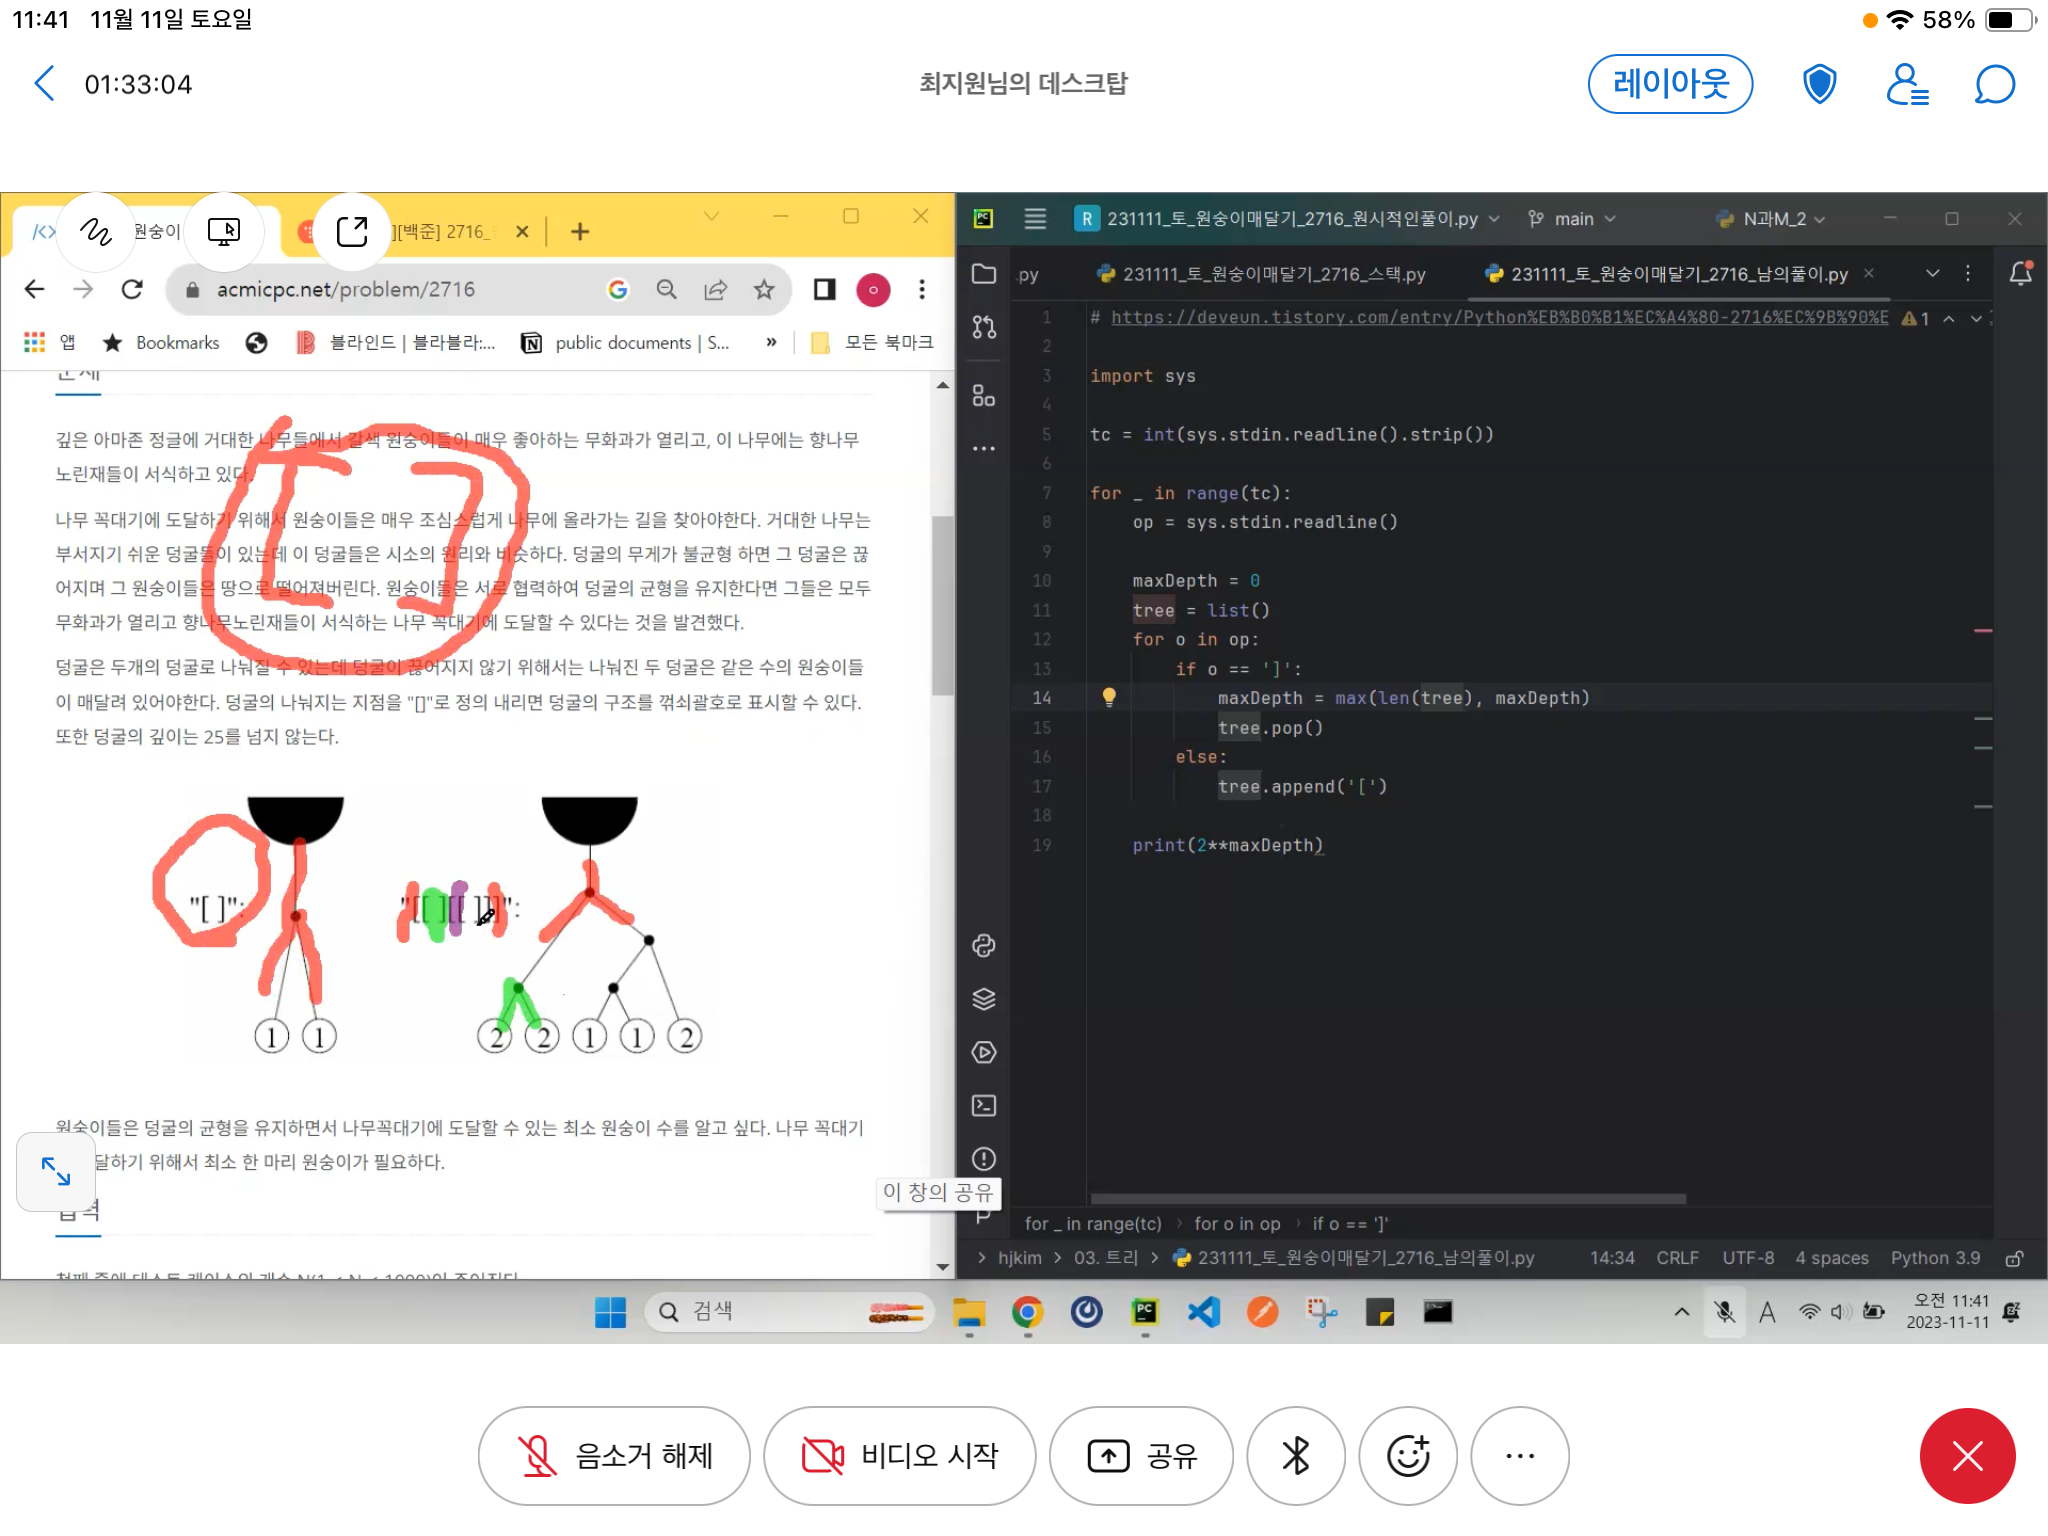 11:41 11월 11일 토요일
58%
01:33:04
최지원님의 데스크탑
레이아웃
원숭이
][백준] 2716_
acmicpc.net/problem/2716
앱
Bookmarks
블라인드 | 블라블라:...
public documents | S...
»
모든 북마크
문제
깊은 아마존 정글에 거대한 나무들에서 갈색 원숭이들이 매우 좋아하는 무화과가 열리고, 이 나무에는 향나무
노린재들이 서식하고 있다.
나무 꼭대기에 도달하기 위해서 원숭이들은 매우 조심스럽게 나무에 올라가는 길을 찾아야한다. 거대한 나무는
부서지기 쉬운 덩굴들이 있는데 이 덩굴들은 시소의 원리와 비슷하다. 덩굴의 무게가 불균형 하면 그 덩굴은 끊
어지며 그 원숭이들은 땅으로 떨어져버린다. 원숭이들은 서로 협력하여 덩굴의 균형을 유지한다면 그들은 모두
무화과가 열리고 향나무노린재들이 서식하는 나무 꼭대기에 도달할 수 있다는 것을 발견했다.
덩굴은 두개의 덩굴로 나눠질 수 있는데 덩굴이 끊어지지 않기 위해서는 나눠진 두 덩굴은 같은 수의 원숭이들
이 매달려 있어야한다. 덩굴의 나눠지는 지점을 "[]"로 정의 내리면 덩굴의 구조를 꺾쇠괄호로 표시할 수 있다.
또한 덩굴의 깊이는 25를 넘지 않는다.
[ ]
"[ ]":
1 1
2 2 1 1 2
원숭이들은 덩굴의 균형을 유지하면서 나무꼭대기에 도달할 수 있는 최소 원숭이 수를 알고 싶다. 나무 꼭대기
달하기 위해서 최소 한 마리 원숭이가 필요하다.
입력
이 창의 공유
PC
R 231111_토_원숭이매달기_2716_원시적인풀이.py
main
N과M_2
.py
231111_토_원숭이매달기_2716_스택.py
231111_토_원숭이매달기_2716_남의풀이.py
1 # https://deveun.tistory.com/entry/Python%EB%B0%B1%EC%A4%80-2716%EC%9B%90%E
1
2
3 import sys
4
5 tc = int(sys.stdin.readline().strip())
6
7 for _ in range(tc):
8 op = sys.stdin.readline()
9
10 maxDepth = 0
11 tree = list()
12 for o in op:
13 if o == ']':
14 maxDepth = max(len(tree), maxDepth)
15 tree.pop()
16 else:
17 tree.append('[')
18
19 print(2**maxDepth)
for _ in range(tc) › for o in op › if o == ']'
> hjkim > 03. 트리 > 231111_토_원숭이매달기_2716_남의풀이.py
14:34 CRLF UTF-8 4 spaces Python 3.9
검색
PC
A
오전 11:41
2023-11-11
음소거 해제
비디오 시작
공유